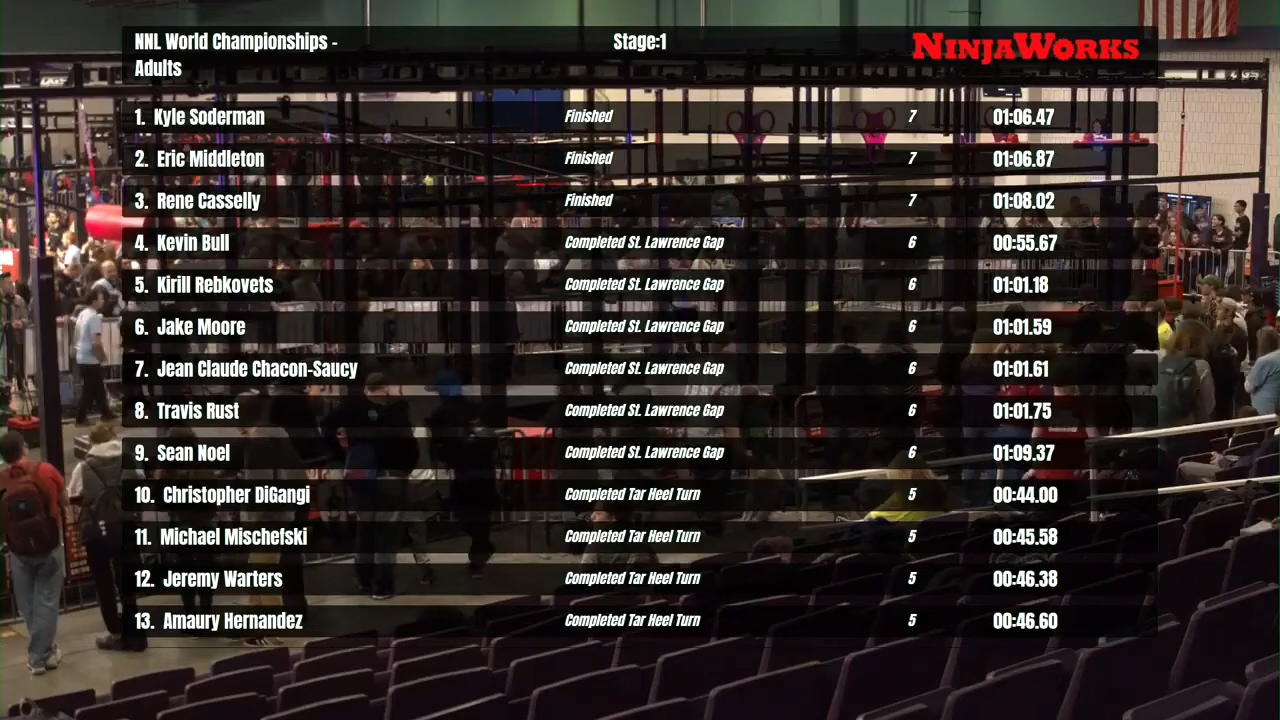 NNL World Championships - Stage:1 NINJAWORKS
Adults
1. Kyle Soderman Finished 7 01:06.47
2. Eric Middleton Finished 7 01:06.87
3. Rene Casselly Finished 7 01:08.02
4. Kevin Bull Completed St. Lawrence Gap 6 00:55.67
5. Kirill Rebkovets Completed St. Lawrence Gap 6 01:01.18
6. Jake Moore Completed St. Lawrence Gap 6 01:01.59
7. Jean Claude Chacon-Saucy Completed St. Lawrence Gap 6 01:01.61
8. Travis Rust Completed St. Lawrence Gap 6 01:01.75
9. Sean Noel Completed St. Lawrence Gap 6 01:09.37
10. Christopher DiGangi Completed Tar Heel Turn 5 00:44.00
11. Michael Mischefski Completed Tar Heel Turn 5 00:45.58
12. Jeremy Warters Completed Tar Heel Turn 5 00:46.38
13. Amaury Hernandez Completed Tar Heel Turn 5 00:46.60